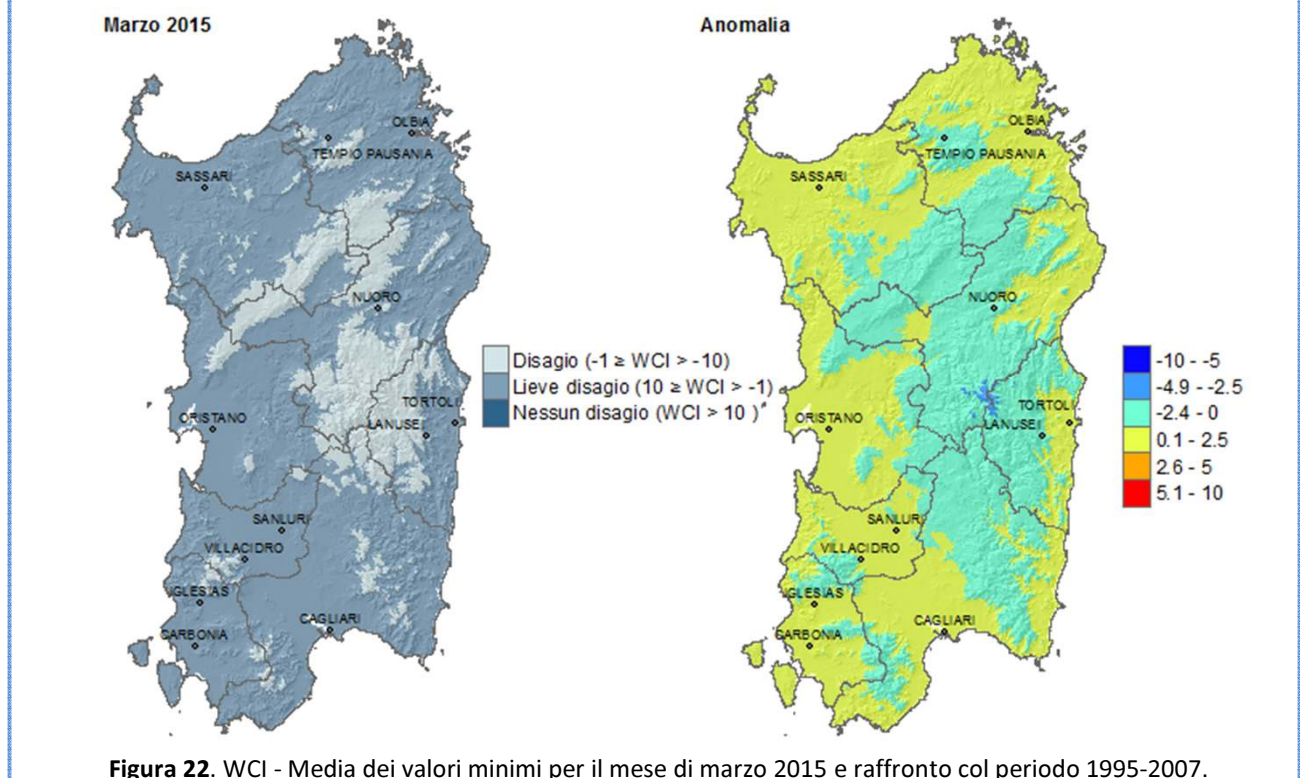 Marzo 2015
OLBIA
TEMPIO PAUSANIA
SASSARI
NUORO
TORTOLI
ORISTANO
LANUSEI
SANLURI
VILLACIDRO
IGLESIAS
CAGLIARI
CARBONIA
Disagio (-1 ≥ WCI > -10)
Lieve disagio (10 ≥ WCI > -1)
Nessun disagio (WCI > 10 )
Anomalia
OLBIA
TEMPIO PAUSANIA
SASSARI
NUORO
TORTOLI
ORISTANO
LANUSEI
SANLURI
VILLACIDRO
IGLESIAS
CAGLIARI
CARBONIA
-10 - -5
-4.9 - -2.5
-2.4 - 0
0.1 - 2.5
2.6 - 5
5.1 - 10
Figura 22. WCI - Media dei valori minimi per il mese di marzo 2015 e raffronto col periodo 1995-2007.